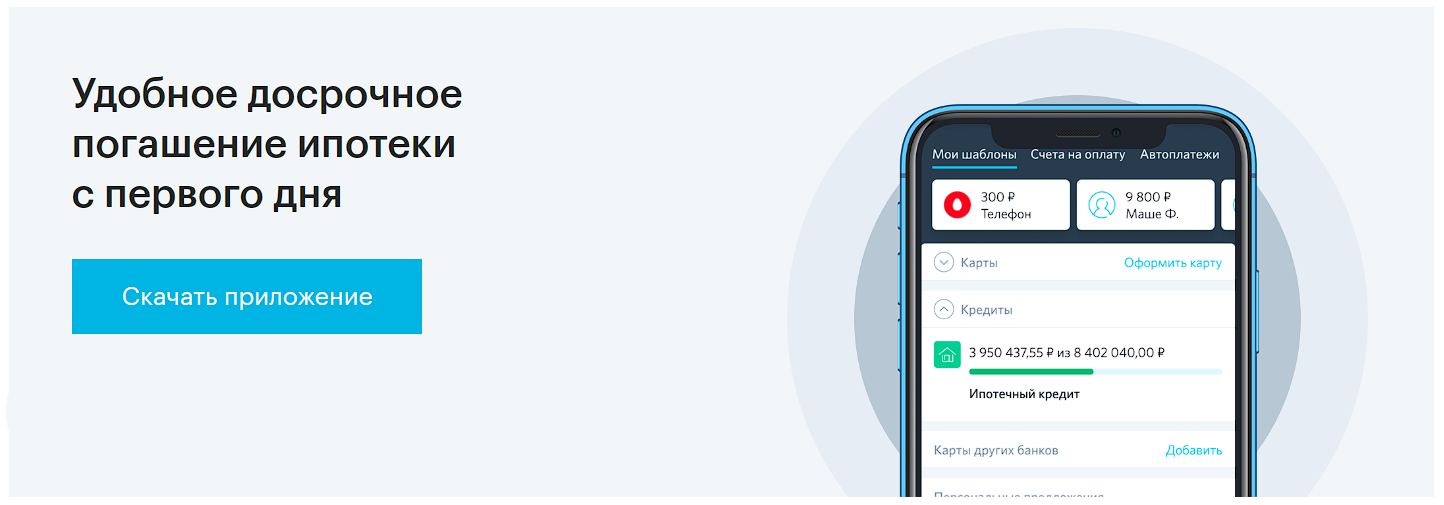 Удобное досрочное
погашение ипотеки
с первого дня
Скачать приложение
Мои шаблоны Счета на оплату Автоплатежи
300 ₽
Телефон
9 800 ₽
Маше Ф.
Карты Оформить карту
Кредиты
3 950 437,55 ₽ из 8 402 040,00 ₽
Ипотечный кредит
Карты других банков Добавить
Персональные предложения